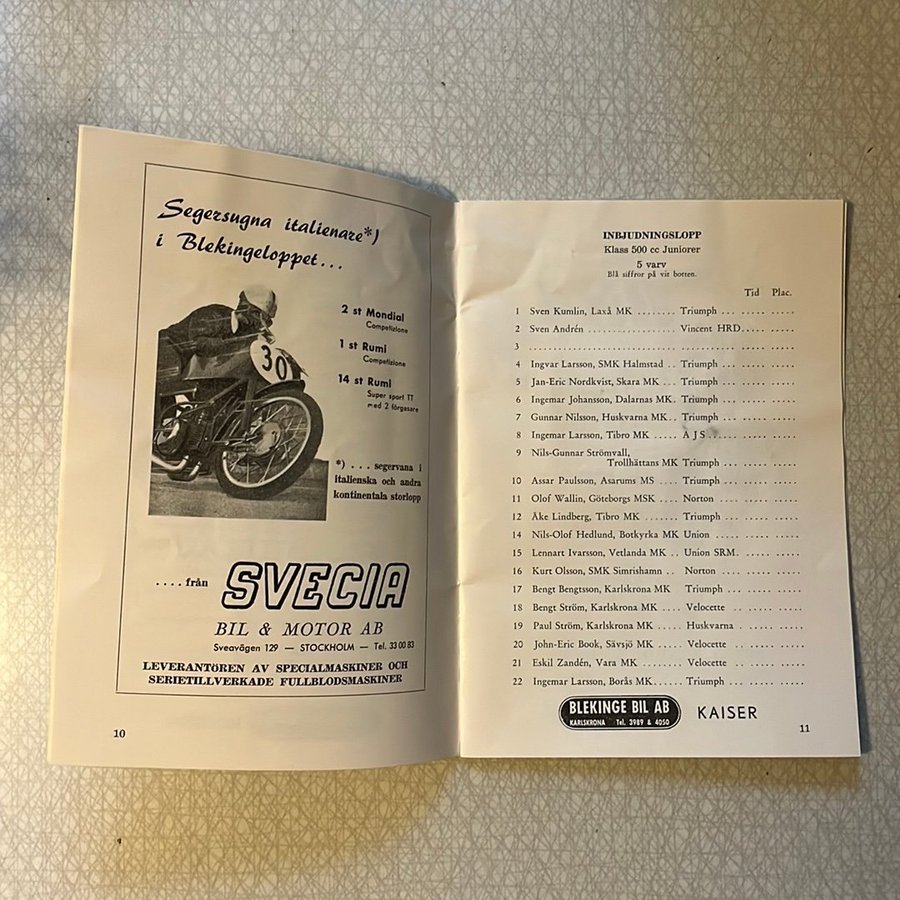 Segersugna italienare*)
i Blekingeloppet...
30
2 st Mondial
Competizione
1 st Rumi
Competizione
14 st Rumi
Super sport TT
med 2 förgasare
*) . . . segervana i
italienska och andra
kontinentala storlopp
. . . . från SVECIA
BIL & MOTOR AB
Sveavägen 129 — STOCKHOLM — Tel. 33 00 83
LEVERANTÖREN AV SPECIALMASKINER OCH
SERIETILLVERKADE FULLBLODSMASKINER
10
INBJUDNINGSLOPP
Klass 500 cc Juniorer
5 varv
Blå siffror på vit botten.
Tid Plac.
1 Sven Kumlin, Laxå MK ........ Triumph ... ..... .....
2 Sven Andrén .................... Vincent HRD..... .....
3 ........................................ ..... .....
4 Ingvar Larsson, SMK Halmstad .. Triumph ... ..... .....
5 Jan-Eric Nordkvist, Skara MK ... Triumph ... ..... .....
6 Ingemar Johansson, Dalarnas MK. Triumph ... ..... .....
7 Gunnar Nilsson, Huskvarna MK.. Triumph ... ..... .....
8 Ingemar Larsson, Tibro MK ..... A J S ...... ..... .....
9 Nils-Gunnar Strömvall,
Trollhättans MK Triumph ... ..... .....
10 Assar Paulsson, Asarums MS .... Triumph ... ..... .....
11 Olof Wallin, Göteborgs MSK .... Norton .... ..... .....
12 Åke Lindberg, Tibro MK ....... Triumph ... ..... .....
14 Nils-Olof Hedlund, Botkyrka MK Union ..... ..... .....
15 Lennart Ivarsson, Vetlanda MK .. Union SRM. ..... .....
16 Kurt Olsson, SMK Simrishamn .. Norton .... ..... .....
17 Bengt Bengtsson, Karlskrona MK Triumph ... ..... .....
18 Bengt Ström, Karlskrona MK .... Velocette .. ..... .....
19 Paul Ström, Karlskrona MK ..... Huskvarna . ..... .....
20 John-Eric Book, Sävsjö MK ..... Velocette .. ..... .....
21 Eskil Zandén, Vara MK ........ Velocette .. ..... .....
22 Ingemar Larsson, Borås MK...... Triumph ... ..... .....
BLEKINGE BIL AB KAISER
KARLSKRONA Tel. 3989 & 4050
11